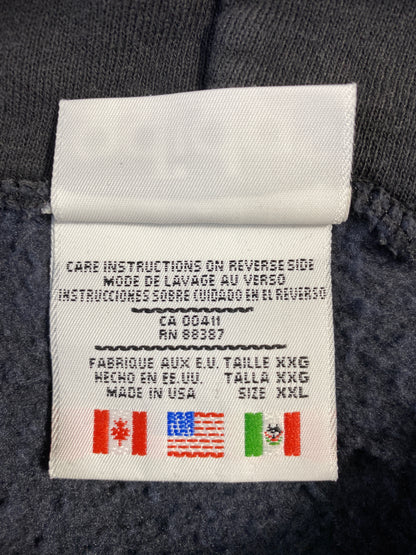 CARE INSTRUCTIONS ON REVERSE SIDE
MODE DE LAVAGE AU VERSO
INSTRUCCIONES SOBRE CUIDADO EN EL REVERSO
CA 00411
RN 88387
FABRIQUE AUX E.U. TAILLE XXG
HECHO EN EE.UU. TALLA XXG
MADE IN USA SIZE XXL